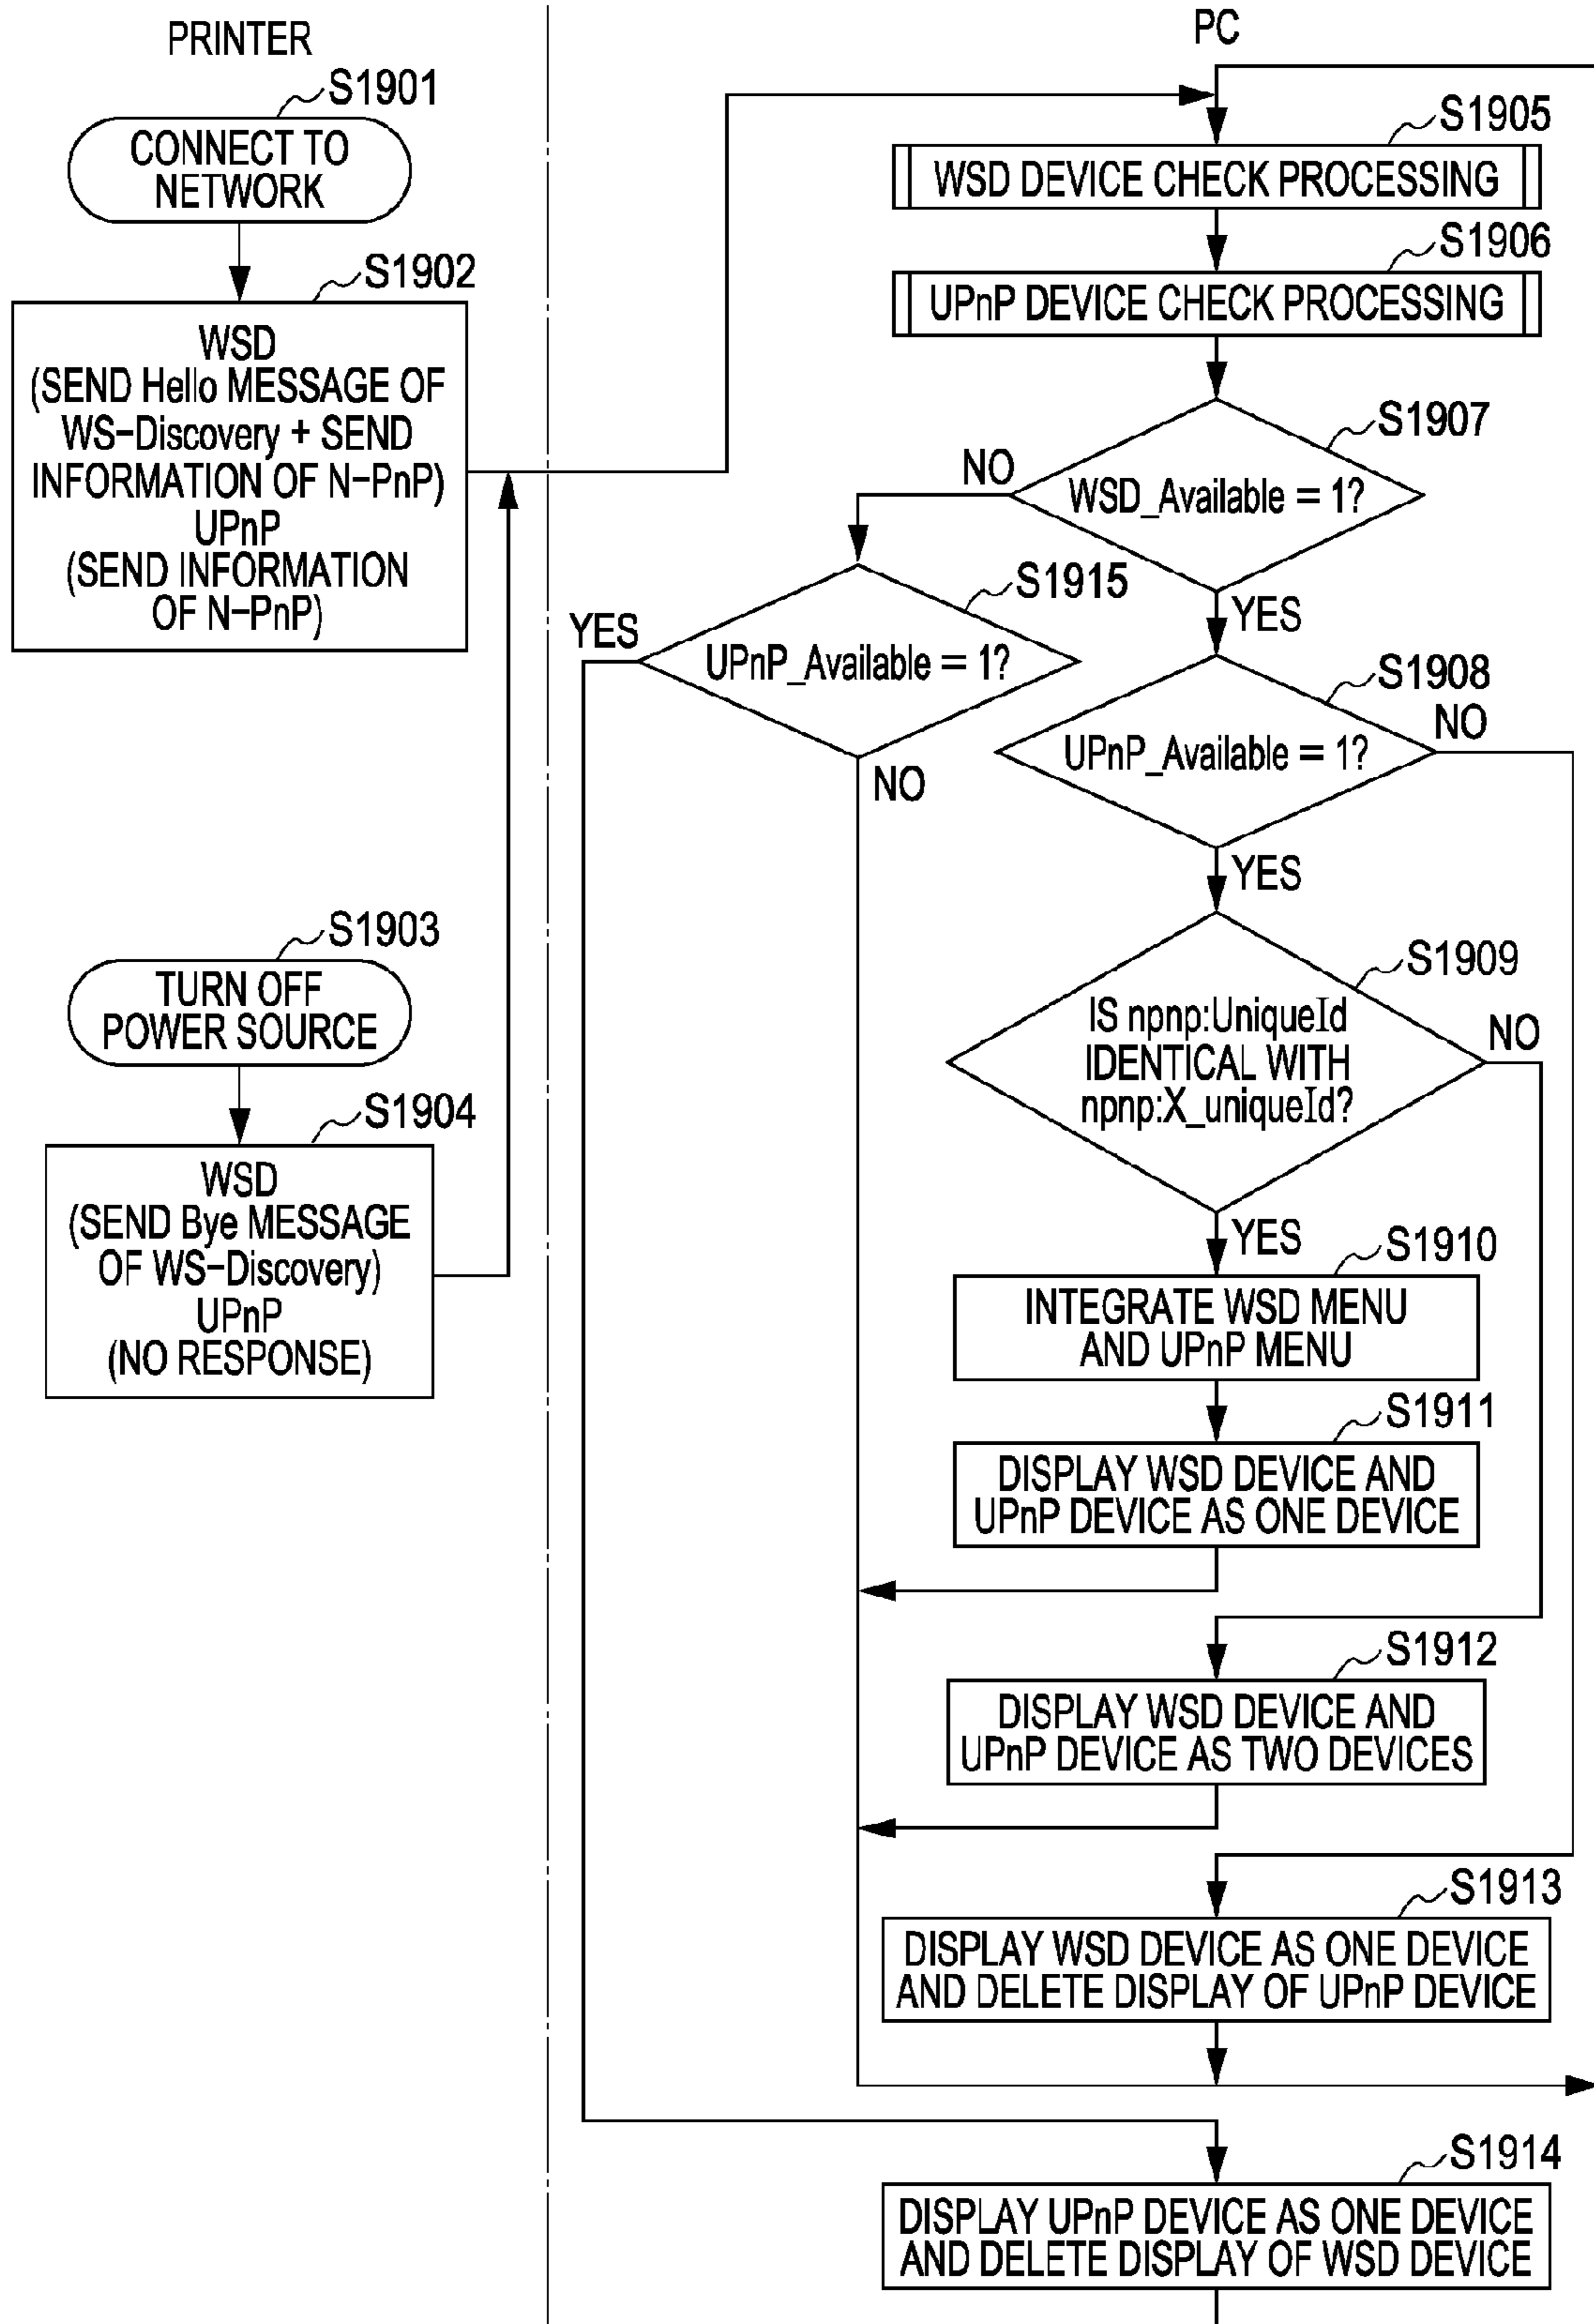 PRINTER
S1901
CONNECT TO
NETWORK
S1902
WSD
(SEND Hello MESSAGE OF
WS-Discovery + SEND
INFORMATION OF N-PnP)
UPnP
(SEND INFORMATION
OF N-PnP)
S1903
TURN OFF
POWER SOURCE
S1904
WSD
(SEND Bye MESSAGE
OF WS-Discovery)
UPnP
(NO RESPONSE)
PC
S1905
WSD DEVICE CHECK PROCESSING
S1906
UPnP DEVICE CHECK PROCESSING
S1907
NO
WSD_Available = 1?
YES
S1915
YES
UPnP_Available = 1?
NO
S1908
NO
UPnP_Available = 1?
YES
S1909
IS npnp:UniqueId
IDENTICAL WITH
npnp:X_uniqueId?
NO
YES
S1910
INTEGRATE WSD MENU
AND UPnP MENU
S1911
DISPLAY WSD DEVICE AND
UPnP DEVICE AS ONE DEVICE
S1912
DISPLAY WSD DEVICE AND
UPnP DEVICE AS TWO DEVICES
S1913
DISPLAY WSD DEVICE AS ONE DEVICE
AND DELETE DISPLAY OF UPnP DEVICE
S1914
DISPLAY UPnP DEVICE AS ONE DEVICE
AND DELETE DISPLAY OF WSD DEVICE